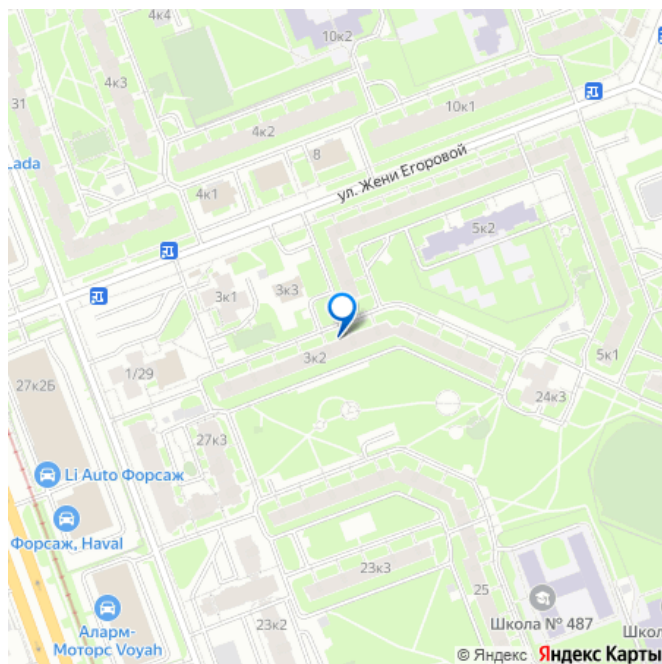 4к4
10к2
4к3
31
10к1
4к2
Lada
8
ул. Жени Егоровой
4к1
5к2
3к1
3к3
3к2
5к1
1/29
27к2Б
24к3
27к3
Li Auto Форсаж
Форсаж, Haval
23к3
25
Аларм-
Моторс Voyah
23к2
Школа № 487
Школ
© Яндекс Яндекс Карты